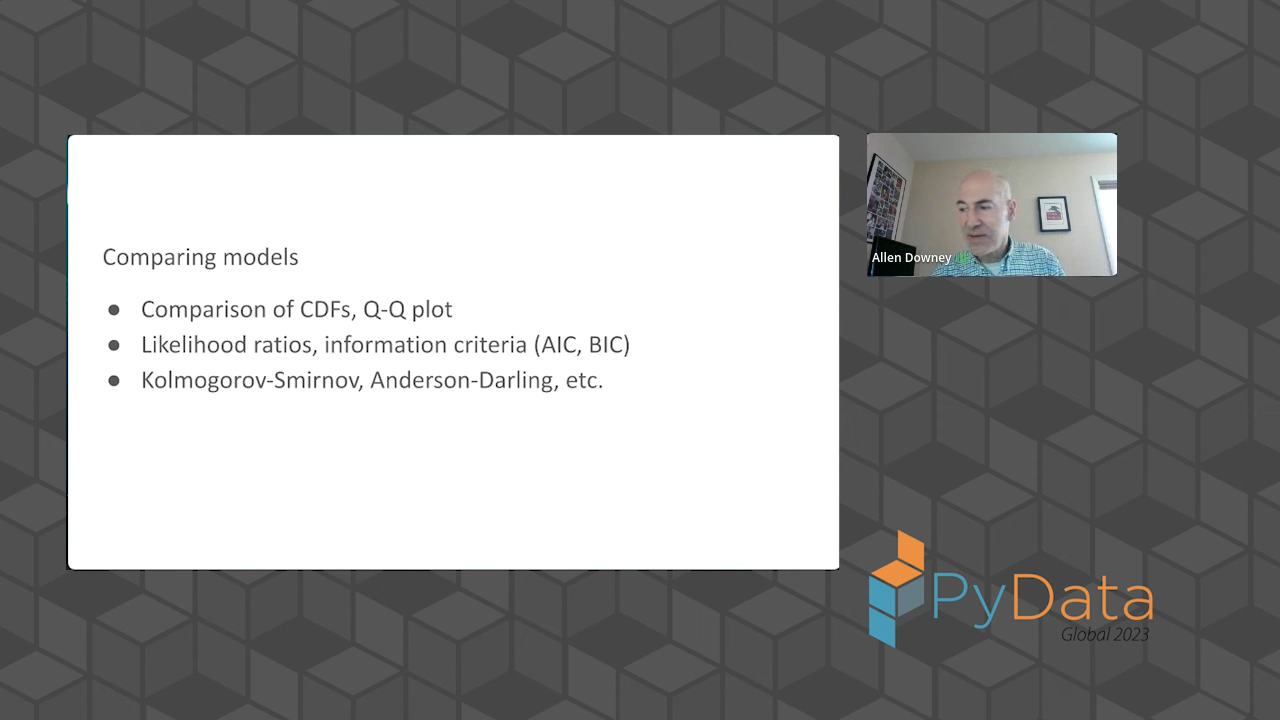 Comparing models
● Comparison of CDFs, Q-Q plot
● Likelihood ratios, information criteria (AIC, BIC)
● Kolmogorov-Smirnov, Anderson-Darling, etc.
Allen Downey
PyData
Global 2023